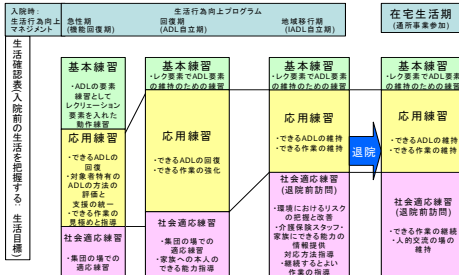 入院時:
生活行為向上
マネジメント
生活行為向上プログラム
急性期
(機能回復期)
回復期
(ADL自立期)
地域移行期
(IADL自立期)
在宅生活期
(通所事業参加)
生活確認表(入院前の生活を把握する: 生活目標)
基本練習
・ADLの要素
練習として
レクリエーション
要素を入れた
動作練習
応用練習
・できるADLの
回復
・対象者特有の
ADLの方法の
評価と
支援の統一
・できる作業の
見極めと指導
社会適応練習
・集団の場での
適応練習
基本練習
・レク要素でADL要素
の維持のための練習
応用練習
・できるADLの回復
・できる作業の強化
社会適応練習
・集団の場での
適応練習
・家族への本人の
できる能力指導
基本練習
・レク要素でADL要素
の維持のための練習
応用練習
・できるADLの維持
・できる作業の維持
社会適応練習
(退院前訪問)
・環境におけるリスク
の把握と改善
・介護保険スタッフ・
家族にできる能力の
情報提供
対応方法指導
・継続するとよい
作業の指導
退院
基本練習
・レク要素でADL要素
の維持のための練習
応用練習
・できるADLの維持
・できる作業の維持
社会適応練習
(退院前訪問)
・できる作業の継続
・人的交流の場の
維持